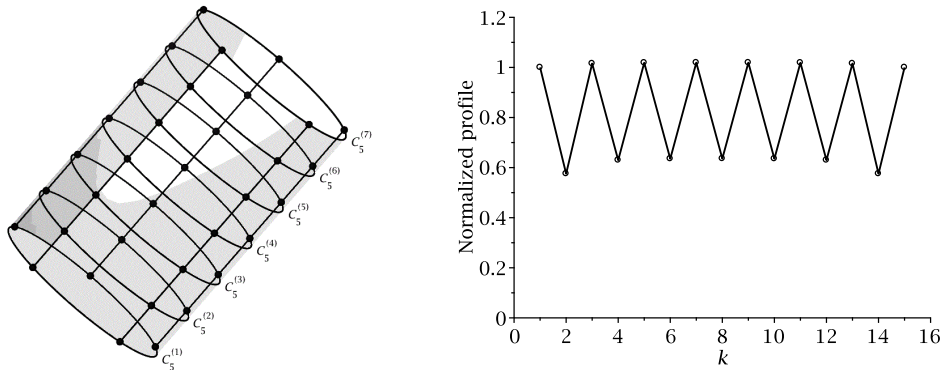 C₅⁽⁷⁾
C₅⁽⁶⁾
C₅⁽⁵⁾
C₅⁽⁴⁾
C₅⁽³⁾
C₅⁽²⁾
C₅⁽¹⁾
Normalized profile
1.2
1
0.8
0.6
0.4
0.2
0
0 2 4 6 8 10 12 14 16
k